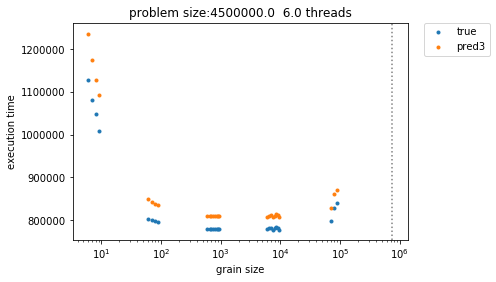 problem size:4500000.0  6.0 threads
true
pred3
1200000
1100000
1000000
900000
800000
execution time
10¹ 10² 10³ 10⁴ 10⁵ 10⁶
grain size